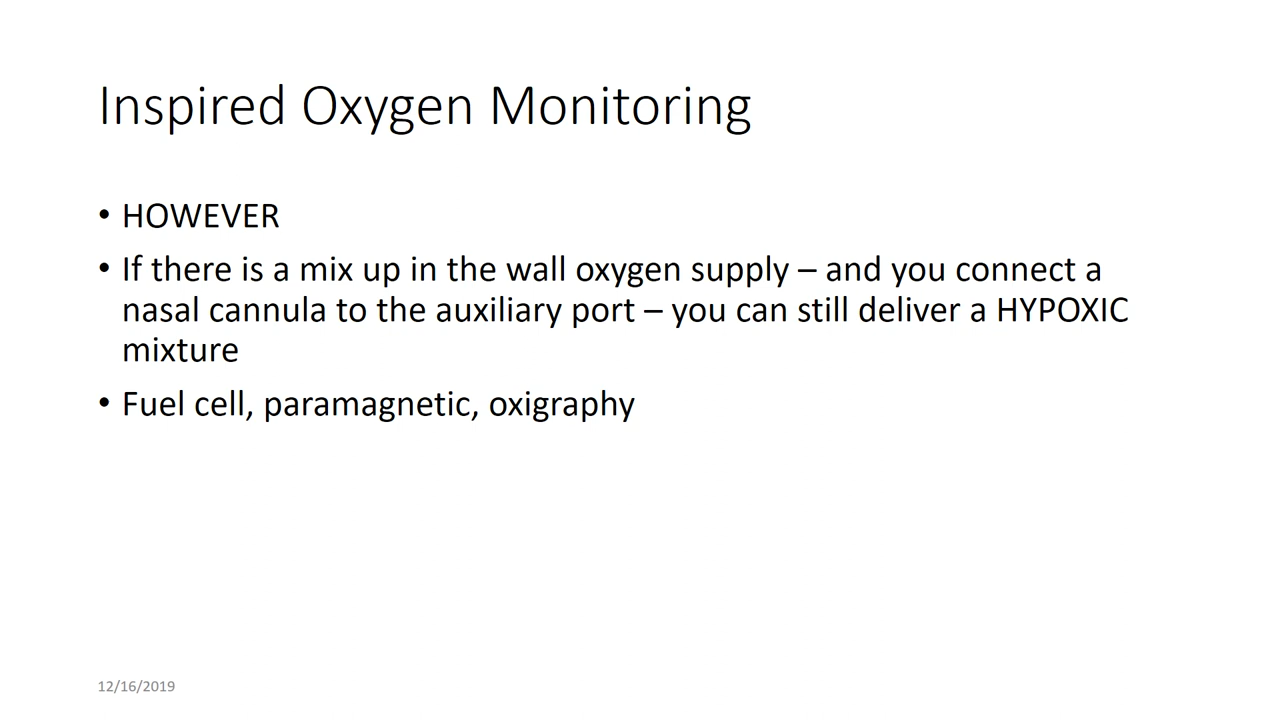 Inspired Oxygen Monitoring
• HOWEVER
• If there is a mix up in the wall oxygen supply – and you connect a
nasal cannula to the auxiliary port – you can still deliver a HYPOXIC
mixture
• Fuel cell, paramagnetic, oxigraphy
12/16/2019